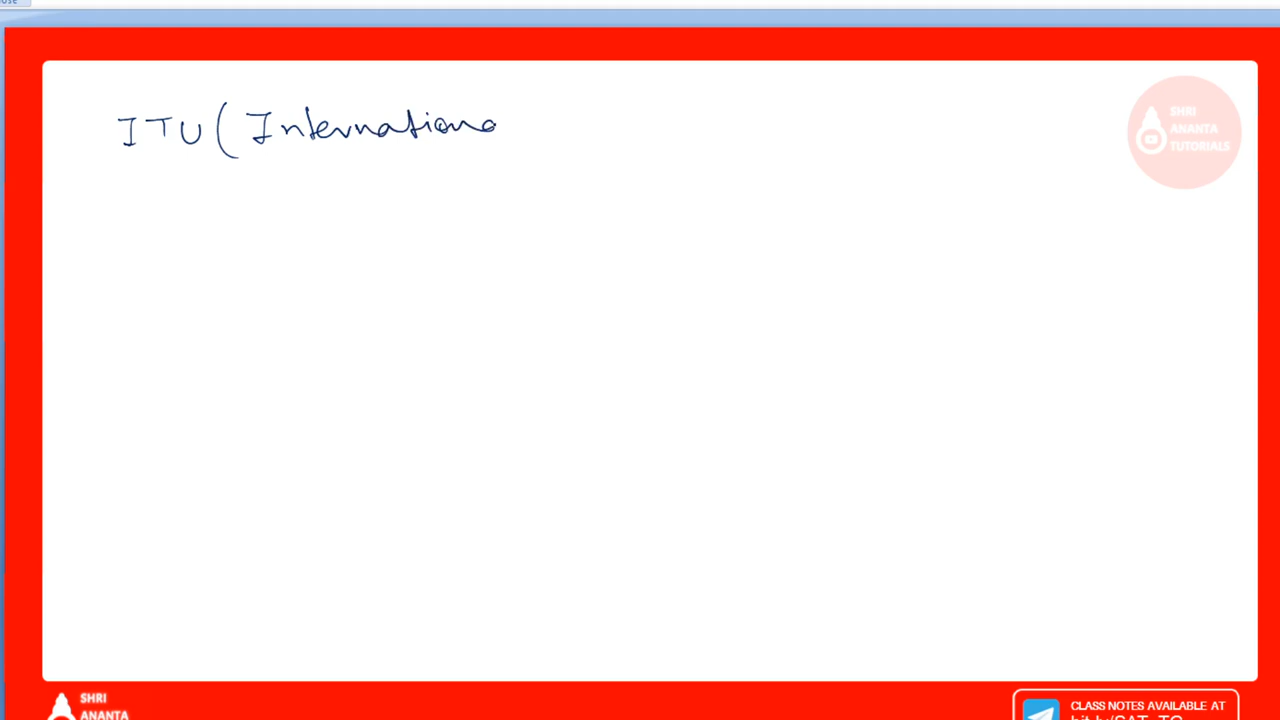 ITU ( Internationa
SHRI
ANANTA
TUTORIALS
SHRI
ANANTA
CLASS NOTES AVAILABLE AT